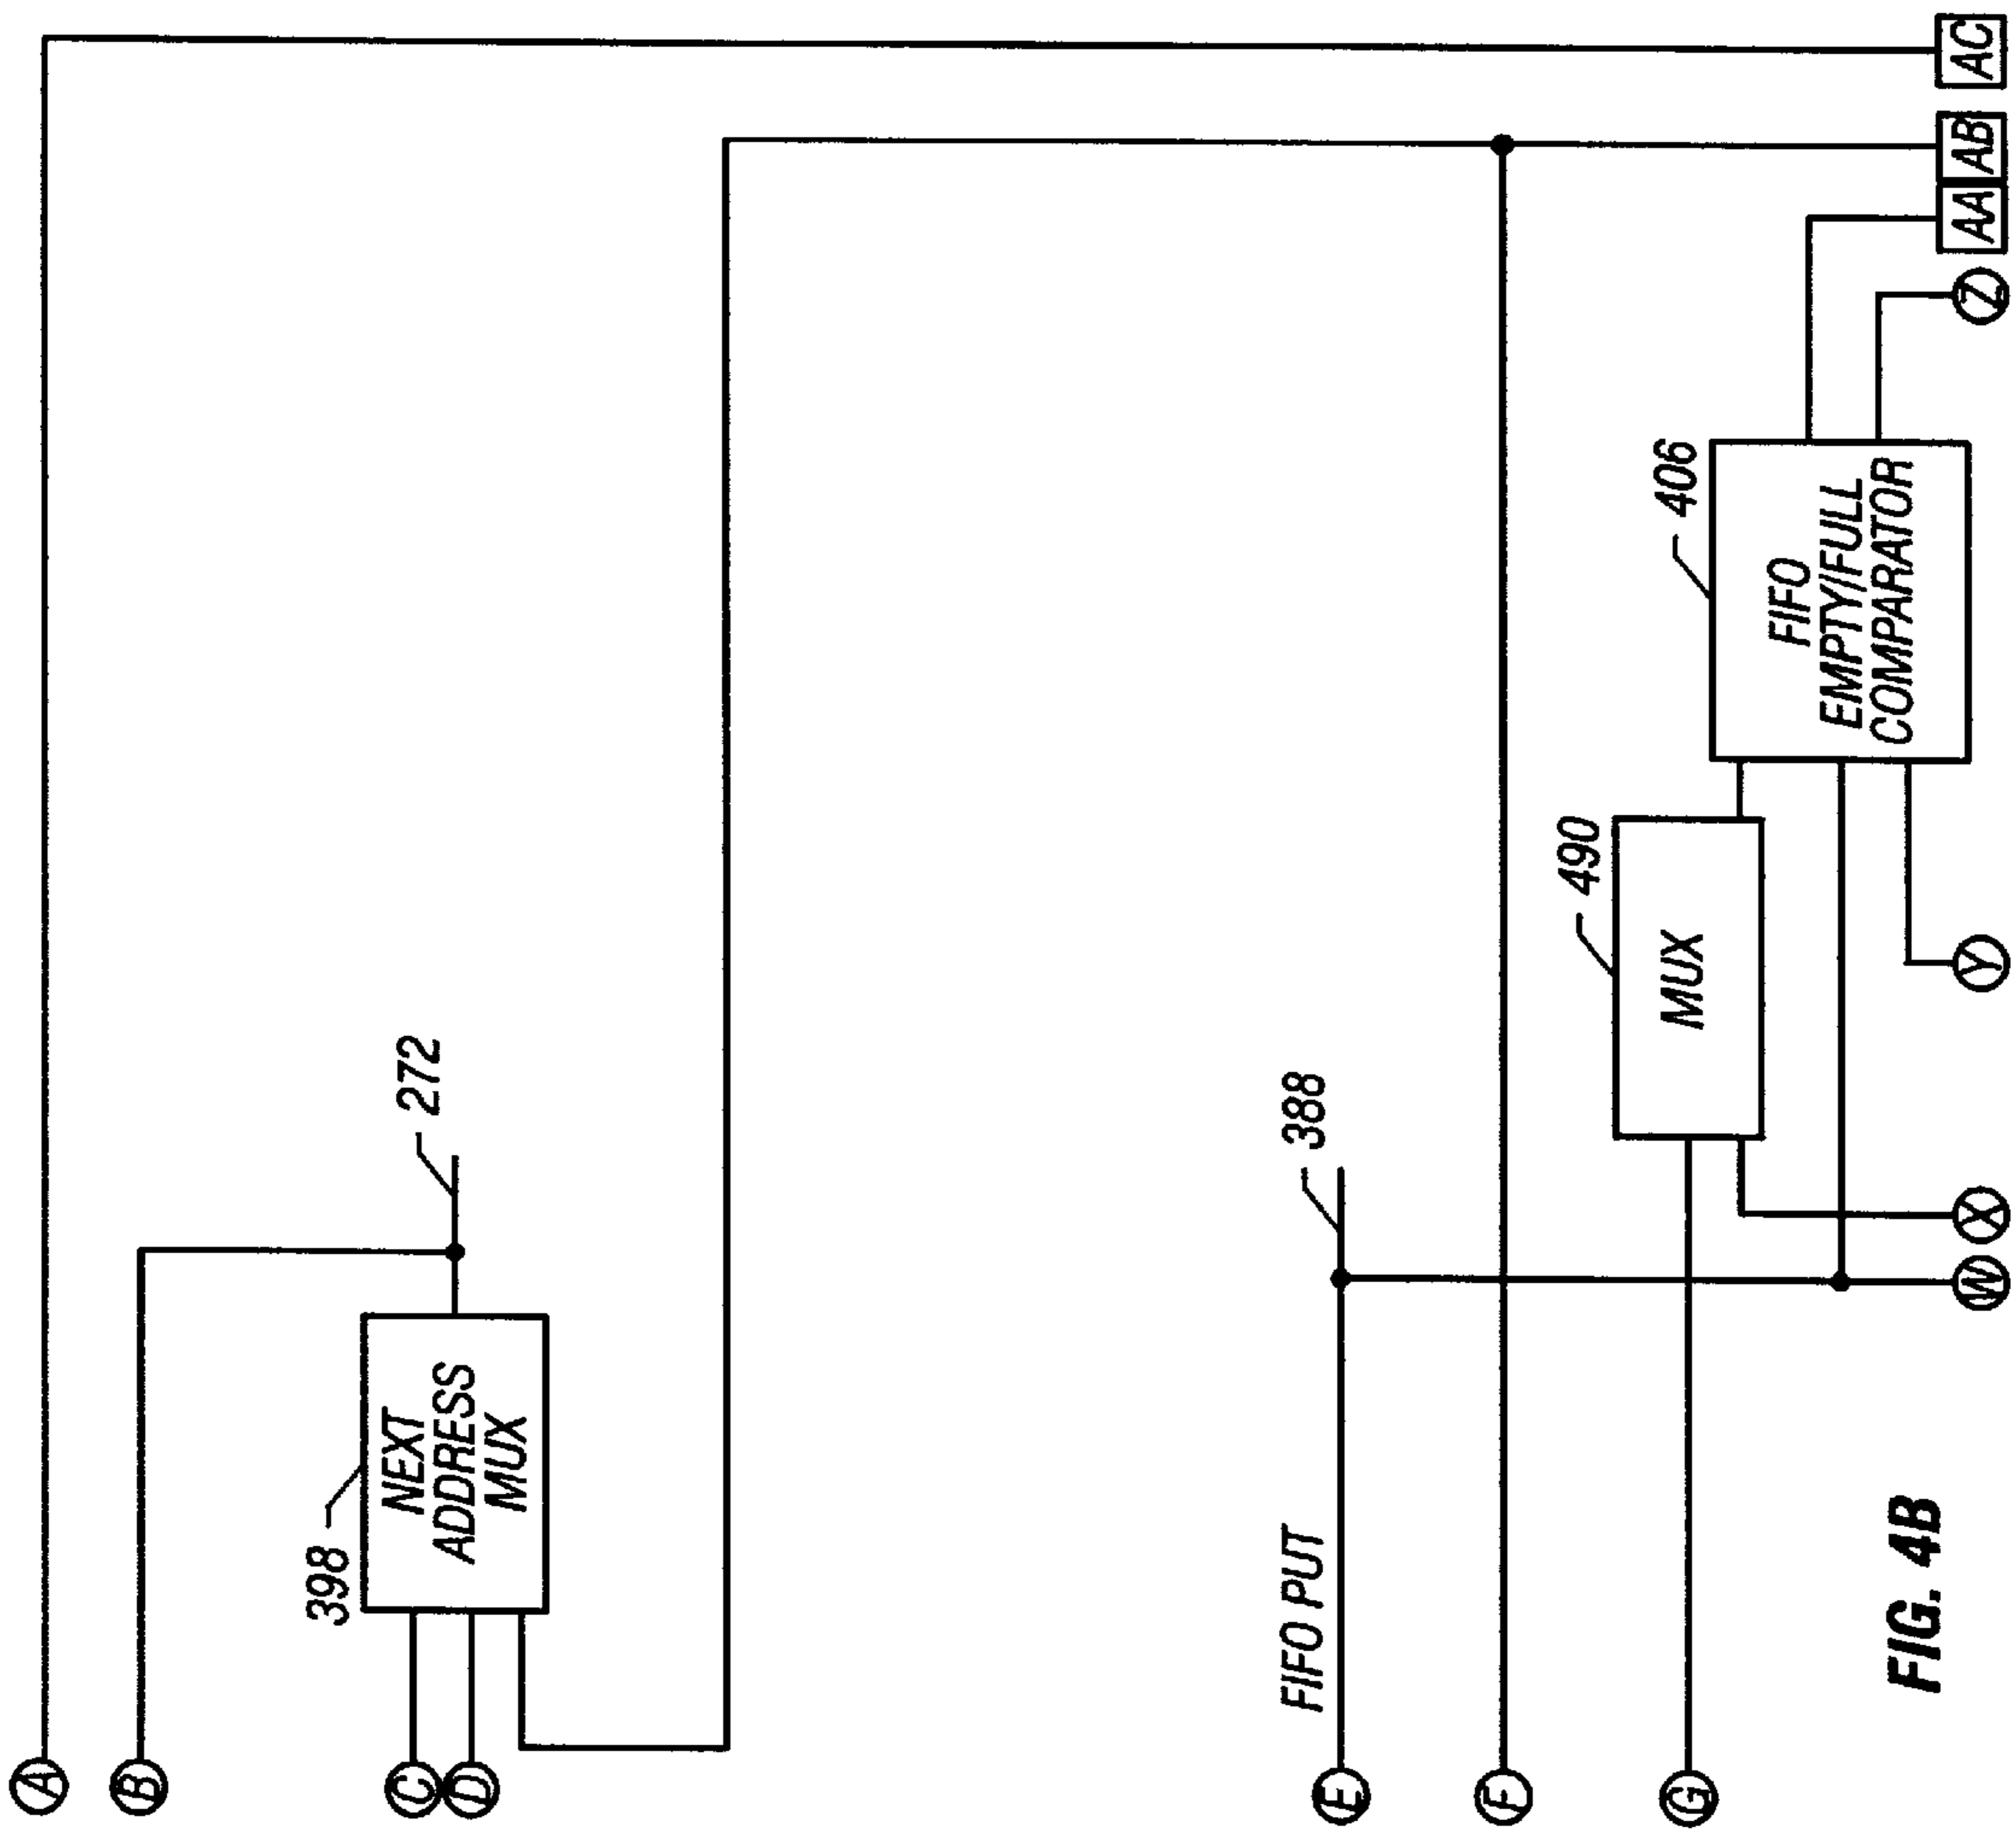 A
B
398
NEXT
ADDRESS
MUX
272
C
D
E
FIFO PUT
388
F
G
MUX
490
FIFO
EMPTY/FULL
COMPARATOR
406
W
X
Y
Z
AA
AB
AC
FIG. 4B